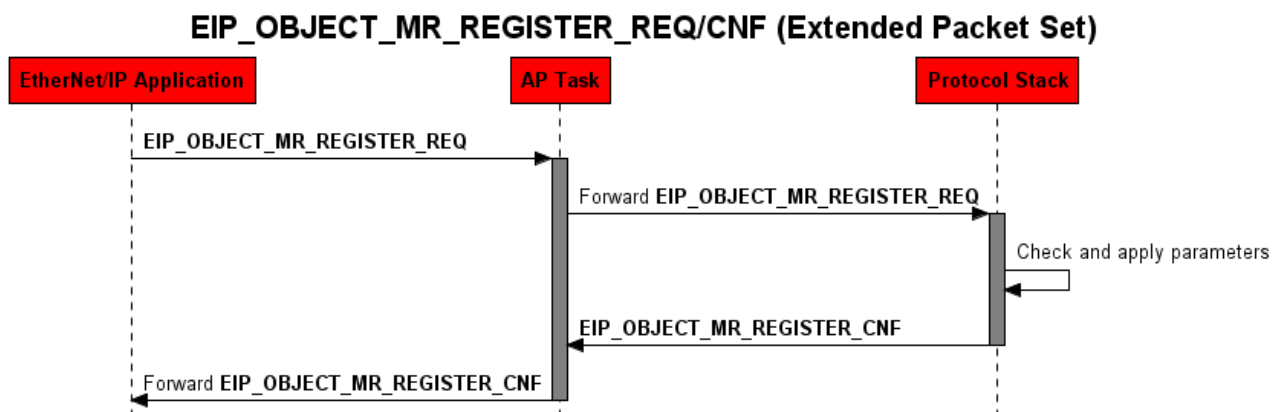 EIP_OBJECT_MR_REGISTER_REQ/CNF (Extended Packet Set)
EtherNet/IP Application
AP Task
Protocol Stack
EIP_OBJECT_MR_REGISTER_REQ
Forward EIP_OBJECT_MR_REGISTER_REQ
Check and apply parameters
EIP_OBJECT_MR_REGISTER_CNF
Forward EIP_OBJECT_MR_REGISTER_CNF